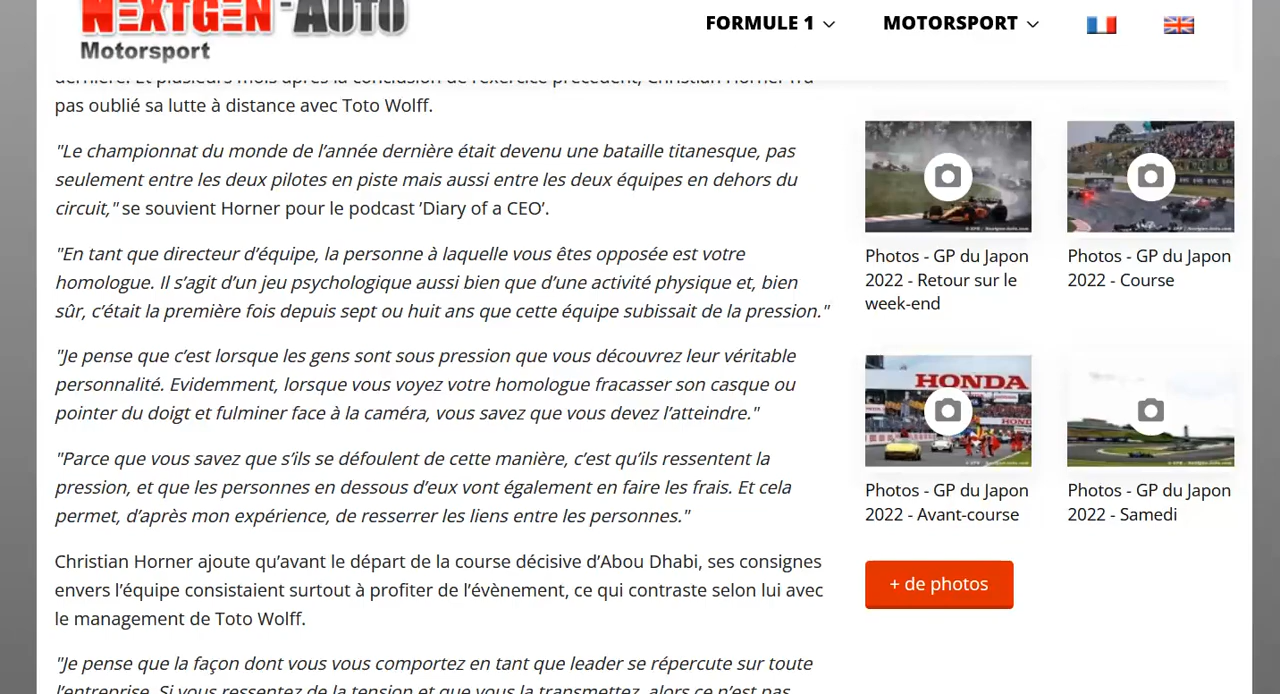 NEXTGEN-AUTO
Motorsport
FORMULE 1
MOTORSPORT
dernière. Et plusieurs mois après la conclusion de l’exercice précédent, Christian Horner n’a
pas oublié sa lutte à distance avec Toto Wolff.
"Le championnat du monde de l’année dernière était devenu une bataille titanesque, pas
seulement entre les deux pilotes en piste mais aussi entre les deux équipes en dehors du
circuit," se souvient Horner pour le podcast ’Diary of a CEO’.
"En tant que directeur d’équipe, la personne à laquelle vous êtes opposée est votre
homologue. Il s’agit d’un jeu psychologique aussi bien que d’une activité physique et, bien
sûr, c’était la première fois depuis sept ou huit ans que cette équipe subissait de la pression."
"Je pense que c’est lorsque les gens sont sous pression que vous découvrez leur véritable
personnalité. Evidemment, lorsque vous voyez votre homologue fracasser son casque ou
pointer du doigt et fulminer face à la caméra, vous savez que vous devez l’atteindre."
"Parce que vous savez que s’ils se défoulent de cette manière, c’est qu’ils ressentent la
pression, et que les personnes en dessous d’eux vont également en faire les frais. Et cela
permet, d’après mon expérience, de resserrer les liens entre les personnes."
Christian Horner ajoute qu’avant le départ de la course décisive d’Abou Dhabi, ses consignes
envers l’équipe consistaient surtout à profiter de l’évènement, ce qui contraste selon lui avec
le management de Toto Wolff.
"Je pense que la façon dont vous vous comportez en tant que leader se répercute sur toute
l’entreprise. Si vous ressentez de la tension et que vous la transmettez, alors ce n’est pas
Photos - GP du Japon
2022 - Retour sur le
week-end
Photos - GP du Japon
2022 - Course
HONDA
Photos - GP du Japon
2022 - Avant-course
Photos - GP du Japon
2022 - Samedi
+ de photos